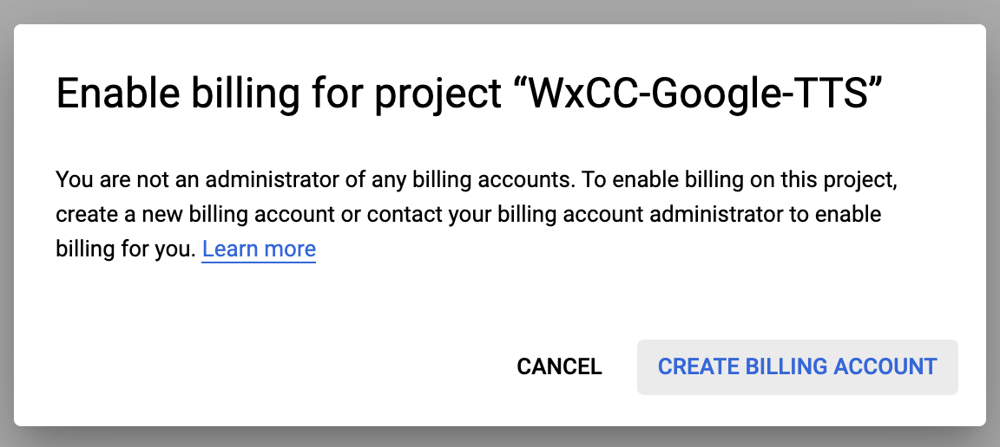 Enable billing for project “WxCC-Google-TTS”
You are not an administrator of any billing accounts. To enable billing on this project,
create a new billing account or contact your billing account administrator to enable
billing for you. Learn more
CANCEL CREATE BILLING ACCOUNT